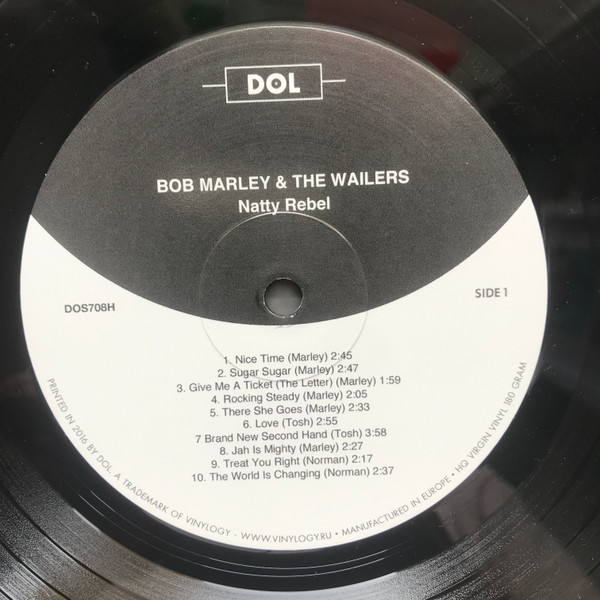 DOL
BOB MARLEY & THE WAILERS
Natty Rebel
DOS708H
SIDE 1
1. Nice Time (Marley) 2:45
2. Sugar Sugar (Marley) 2:47
3. Give Me A Ticket (The Letter) (Marley) 1:59
4. Rocking Steady (Marley) 2:05
5. There She Goes (Marley) 2:33
6. Love (Tosh) 2:55
7 Brand New Second Hand (Tosh) 3:58
8. Jah Is Mighty (Marley) 2:27
9. Treat You Right (Norman) 2:17
10. The World Is Changing (Norman) 2:37
PRINTED IN 2016 BY DOL, A TRADEMARK OF VINYLOGY - WWW.VINYLOGY.RU • MANUFACTURED IN EUROPE • HQ VIRGIN VINYL 180 GRAM